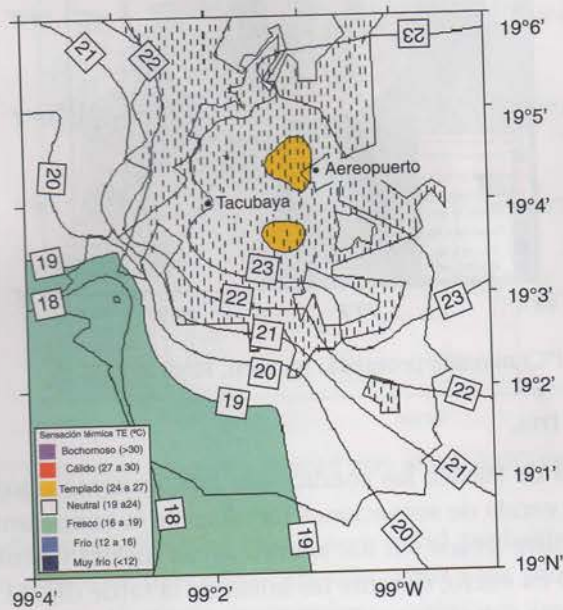 21
22
23
19°6'
19°5'
20
Aereopuerto
Tacubaya
19°4'
19
23
18
22
23
19°3'
21
20
22
19°2'
19
Sensación térmica TE (ºC)
Bochornoso (>30)
Cálido (27 a 30)
Templado (24 a 27)
Neutral (19 a24)
Fresco (16 a 19)
Frío (12 a 16)
Muy frío (<12)
21
19°1'
18
20
19
19°N'
99°4'
99°2'
99°W